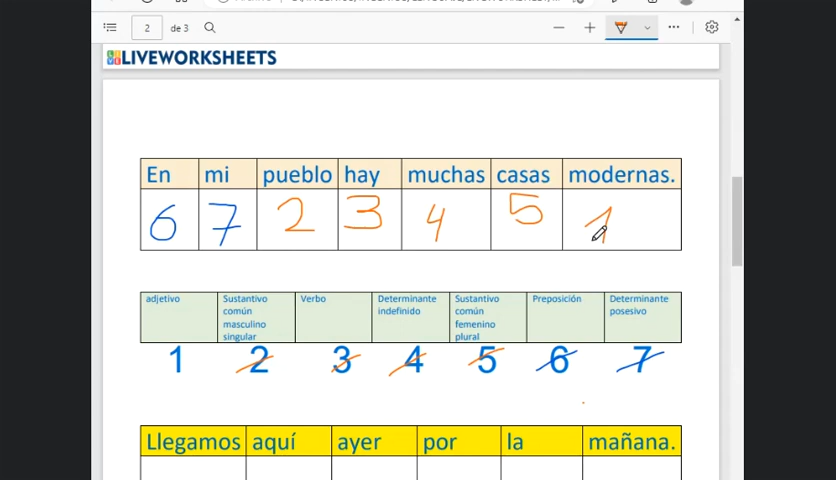 2 de 3
LIVEWORKSHEETS
En mi pueblo hay muchas casas modernas.
6 7 2 3 4 5 1
adjetivo Sustantivo común masculino singular Verbo Determinante indefinido Sustantivo común femenino plural Preposición Determinante posesivo
1 2 3 4 5 6 7
Llegamos aquí ayer por la mañana.